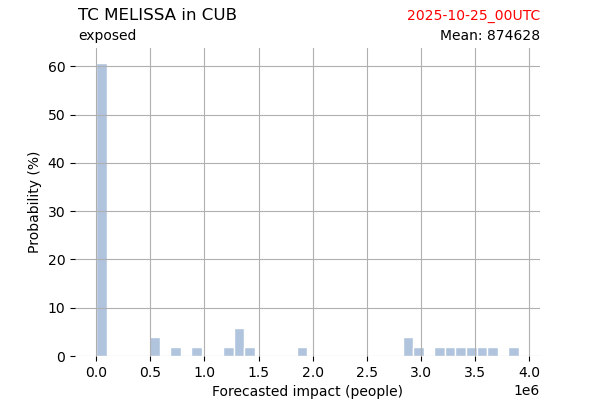 TC MELISSA in CUB
2025-10-25_00UTC
exposed
Mean: 874628
Probability (%)
60
50
40
30
20
10
0
0.0 0.5 1.0 1.5 2.0 2.5 3.0 3.5 4.0
1e6
Forecasted impact (people)